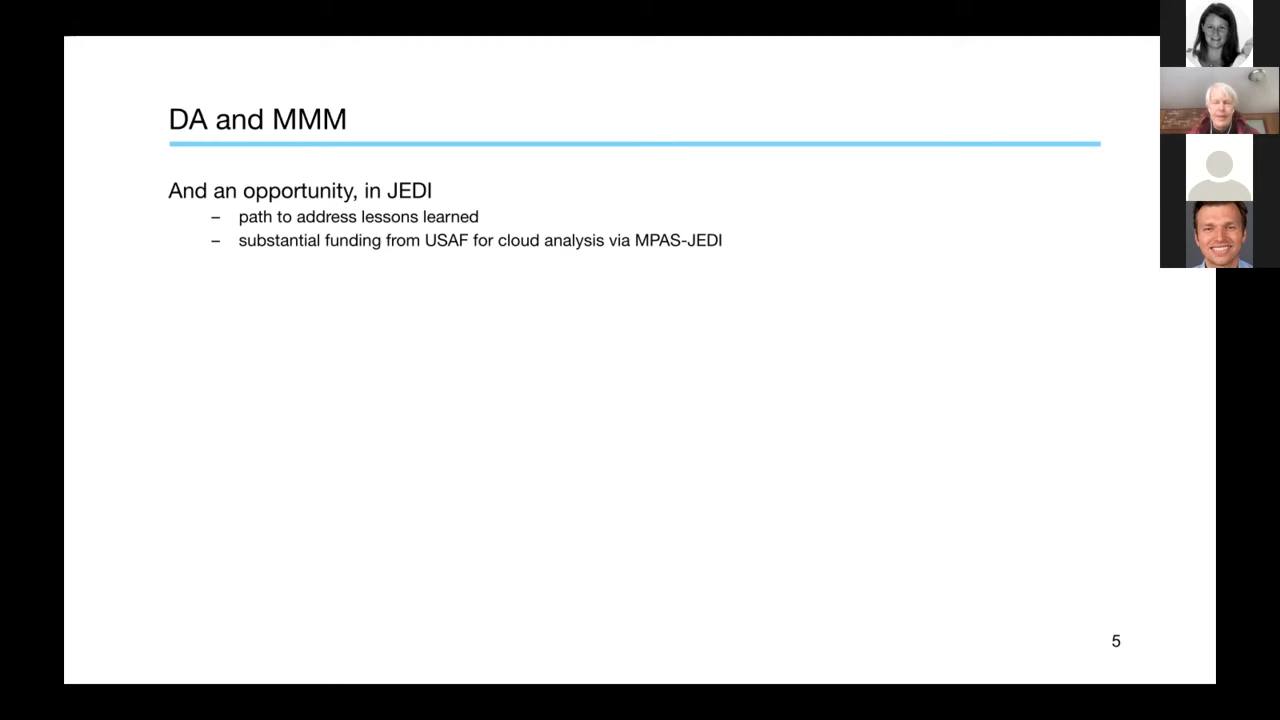 DA and MMM
And an opportunity, in JEDI
– path to address lessons learned
– substantial funding from USAF for cloud analysis via MPAS-JEDI
5